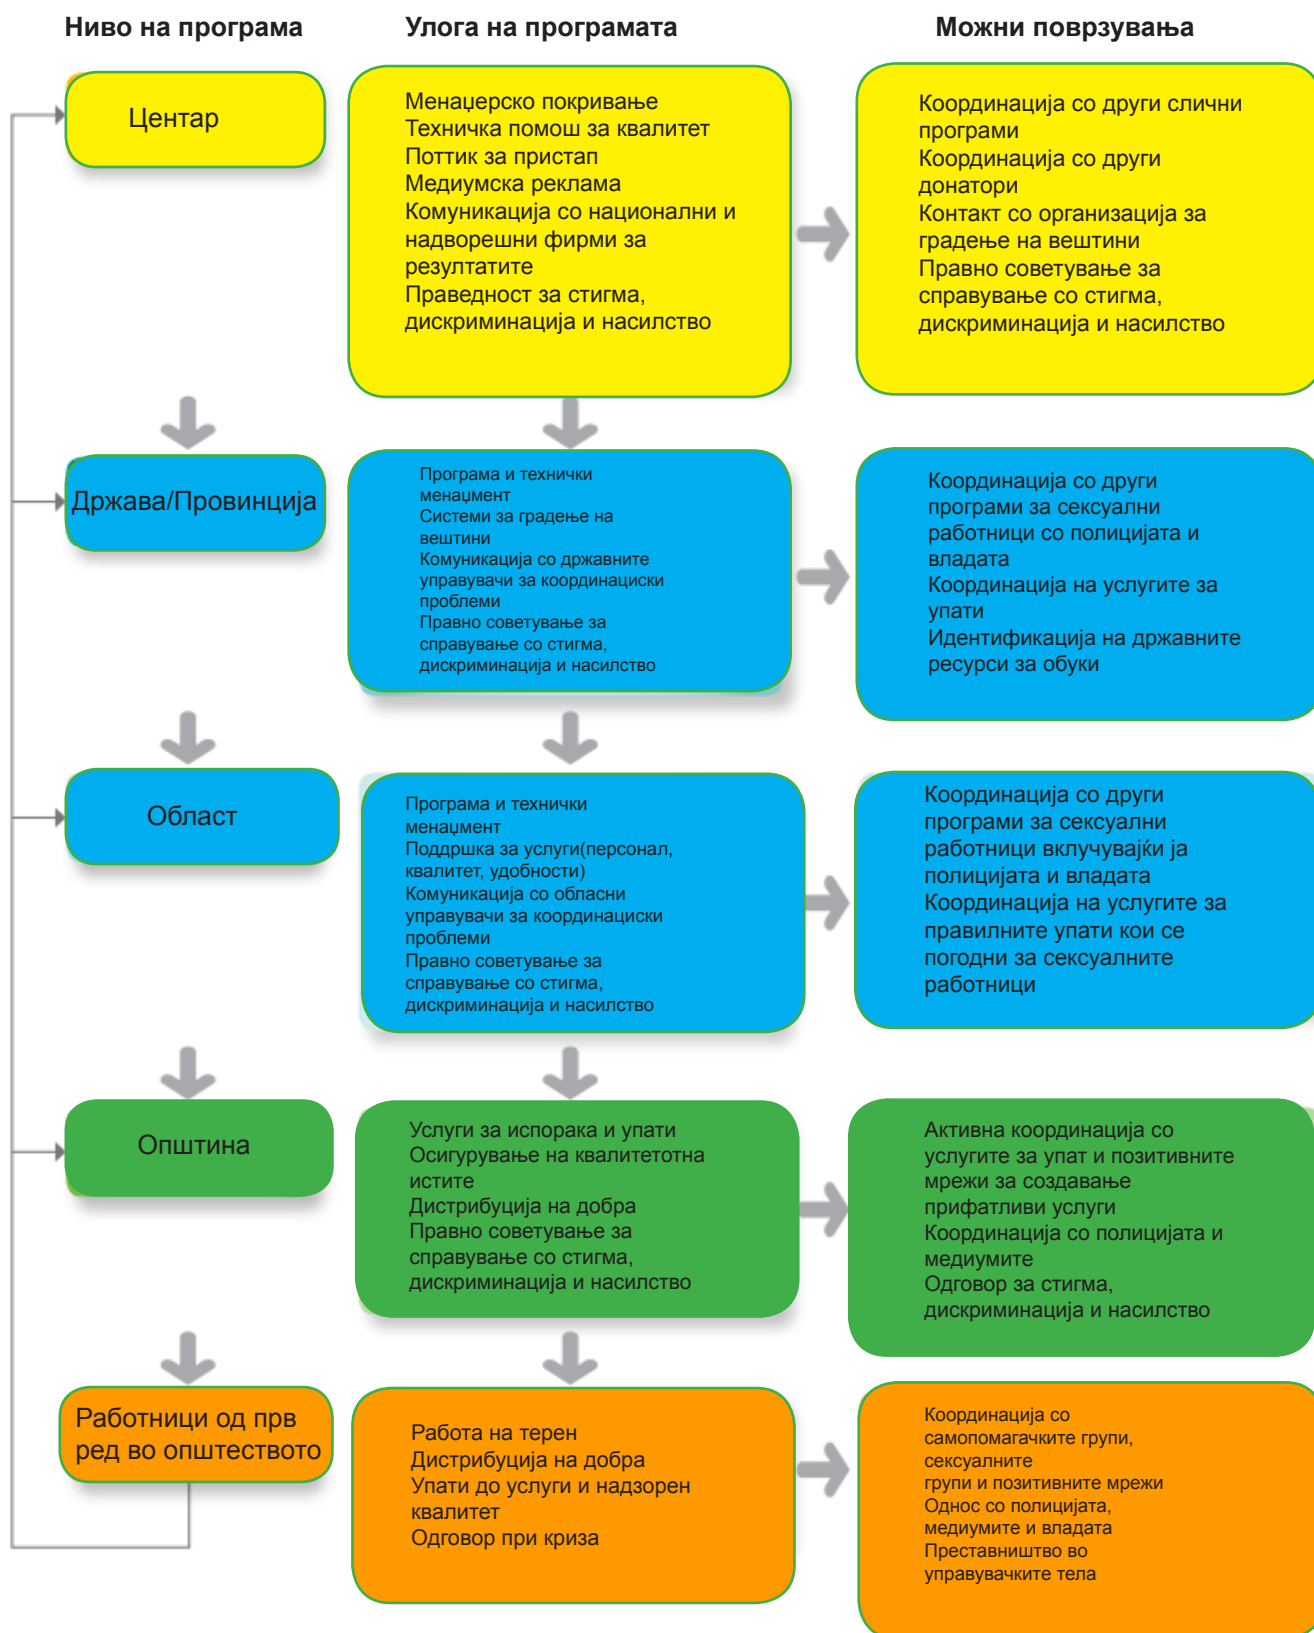 Ниво на програма
Улога на програмата
Можни поврзувања
Центар
Менаџерско покривање
Техничка помош за квалитет
Поттик за пристап
Медиумска реклама
Комуникација со национални и
надворешни фирми за
резултатите
Праведност за стигма,
дискриминација и насилство
Координација со други слични
програми
Координација со други
донатори
Контакт со организација за
градење на вештини
Правно советување за
справување со стигма,
дискриминација и насилство
Држава/Провинција
Програма и технички
менаџмент
Системи за градење на
вештини
Комуникација со државните
управувачи за координациски
проблеми
Правно советување за
справување со стигма,
дискриминација и насилство
Координација со други
програми за сексуални
работници со полицијата и
владата
Координација на услугите за
упати
Идентификација на државните
ресурси за обуки
Област
Програма и технички
менаџмент
Поддршка за услуги(персонал,
квалитет, удобности)
Комуникација со обласни
управувачи за координациски
проблеми
Правно советување за
справување со стигма,
дискриминација и насилство
Координација со други
програми за сексуални
работници вклучувајќи ја
полицијата и владата
Координација на услугите за
правилните упати кои се
погодни за сексуалните
работници
Општина
Услуги за испорака и упати
Осигурување на квалитетотна
истите
Дистрибуција на добра
Правно советување за
справување со стигма,
дискриминација и насилство
Активна координација со
услугите за упат и позитивните
мрежи за создавање
прифатливи услуги
Координација со полицијата и
медиумите
Одговор за стигма,
дискриминација и насилство
Работници од прв
ред во општеството
Работа на терен
Дистрибуција на добра
Упати до услуги и надзорен
квалитет
Одговор при криза
Координација со
самопомагачките групи,
сексуалните
групи и позитивните мрежи
Однос со полицијата,
медиумите и владата
Преставништво во
управувачките тела